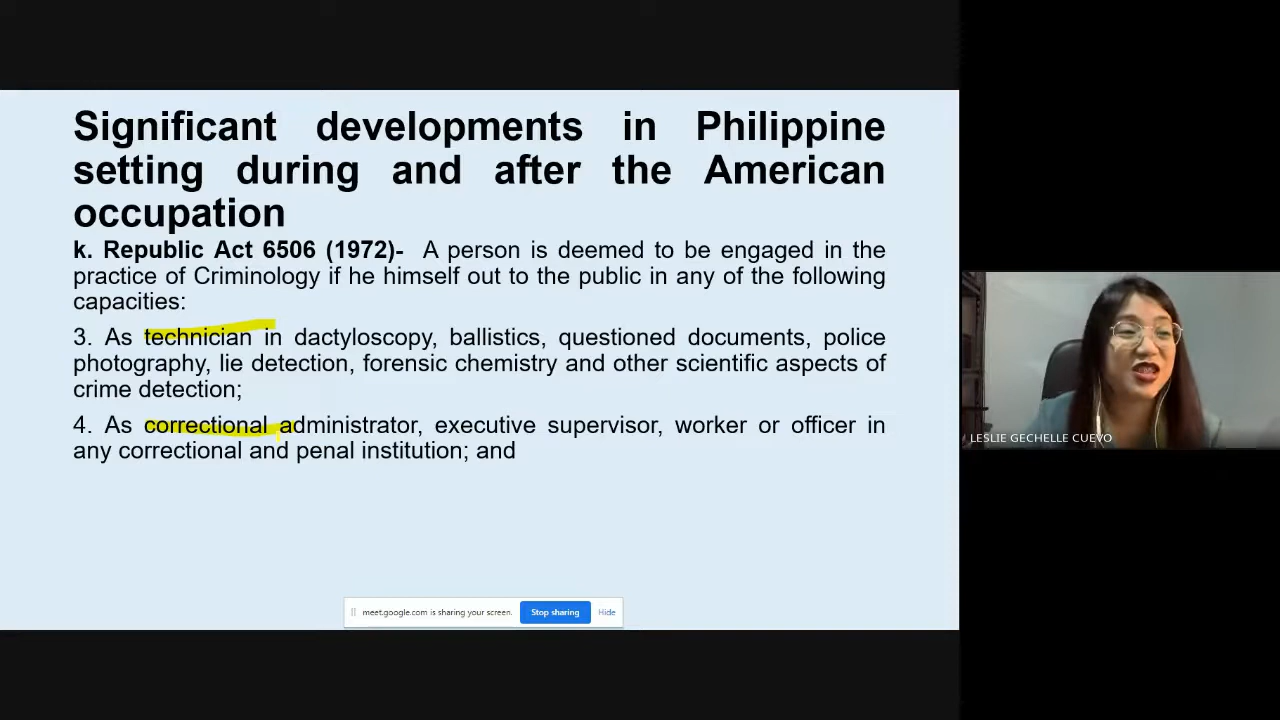 Significant developments in Philippine
setting during and after the American
occupation
k. Republic Act 6506 (1972)- A person is deemed to be engaged in the
practice of Criminology if he himself out to the public in any of the following
capacities:
3. As technician in dactyloscopy, ballistics, questioned documents, police
photography, lie detection, forensic chemistry and other scientific aspects of
crime detection;
4. As correctional administrator, executive supervisor, worker or officer in
any correctional and penal institution; and
LESLIE GECHELLE CUEVO
meet.google.com is sharing your screen.
Stop sharing
Hide